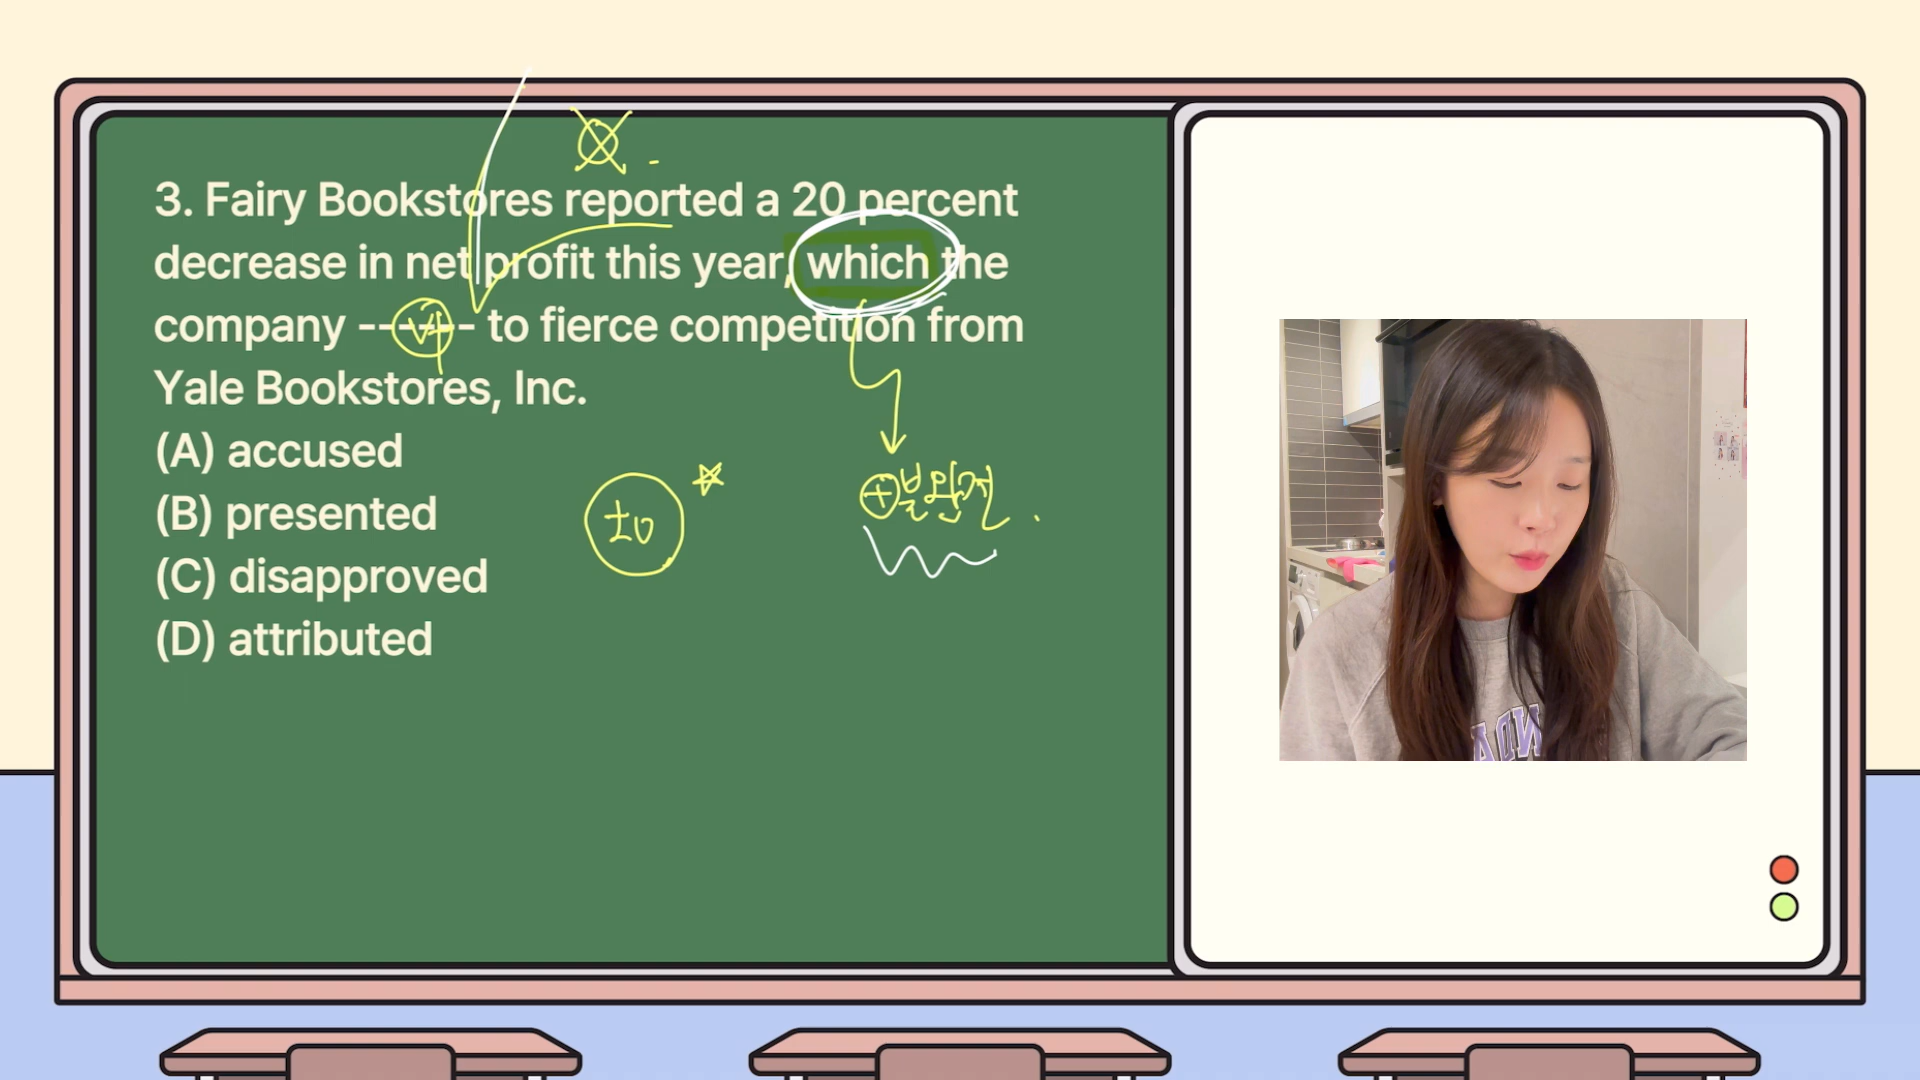 3. Fairy Bookstores reported a 20 percent
decrease in net profit this year, which the
company ------ to fierce competition from
Yale Bookstores, Inc.
(A) accused
(B) presented
(C) disapproved
(D) attributed
+불완전